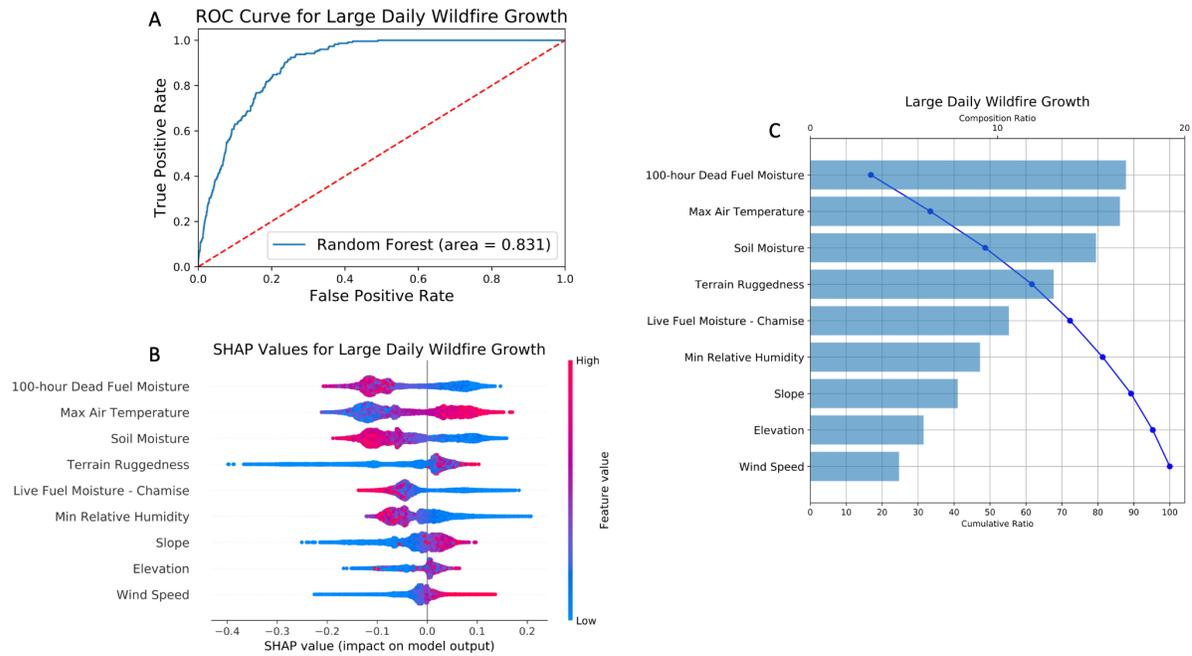 A
ROC Curve for Large Daily Wildfire Growth
1.0
0.8
0.6
0.4
0.2
0.0
True Positive Rate
Random Forest (area = 0.831)
0.0 0.2 0.4 0.6 0.8 1.0
False Positive Rate
B
SHAP Values for Large Daily Wildfire Growth
High
100-hour Dead Fuel Moisture
Max Air Temperature
Soil Moisture
Terrain Ruggedness
Live Fuel Moisture - Chamise
Min Relative Humidity
Slope
Elevation
Wind Speed
Feature value
Low
−0.4 −0.3 −0.2 −0.1 0.0 0.1 0.2
SHAP value (impact on model output)
C
Large Daily Wildfire Growth
Composition Ratio
0 10 20
100-hour Dead Fuel Moisture
Max Air Temperature
Soil Moisture
Terrain Ruggedness
Live Fuel Moisture - Chamise
Min Relative Humidity
Slope
Elevation
Wind Speed
0 10 20 30 40 50 60 70 80 90 100
Cumulative Ratio